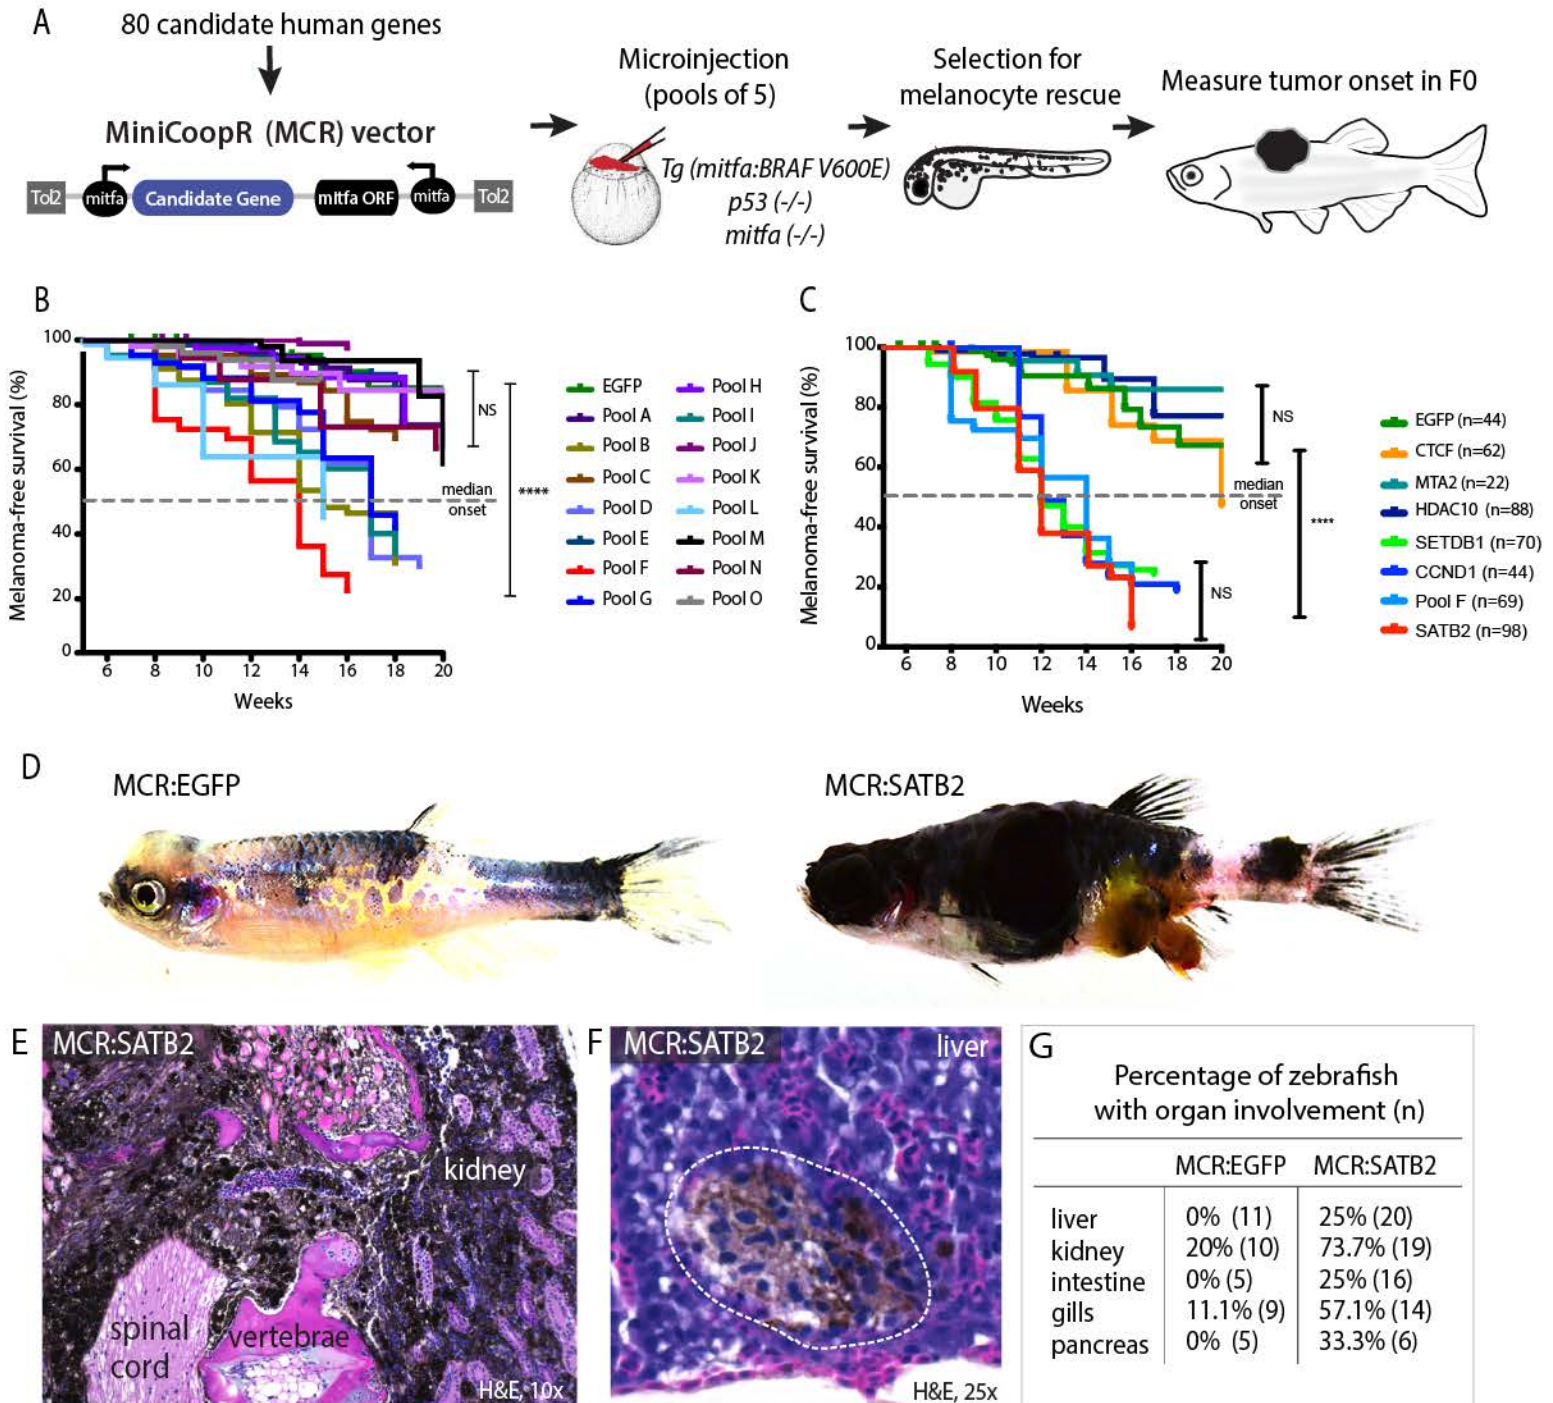 A
80 candidate human genes
MiniCoopR (MCR) vector
Tol2
mitfa
Candidate Gene
mitfa ORF
mitfa
Tol2
Microinjection
(pools of 5)
Tg (mitfa:BRAF V600E)
p53 (-/-)
mitfa (-/-)
Selection for
melanocyte rescue
Measure tumor onset in F0
B
Melanoma-free survival (%)
100
80
60
40
20
0
6 8 10 12 14 16 18 20
Weeks
median
onset
NS
****
EGFP
Pool A
Pool B
Pool C
Pool D
Pool E
Pool F
Pool G
Pool H
Pool I
Pool J
Pool K
Pool L
Pool M
Pool N
Pool O
C
Melanoma-free survival (%)
100
80
60
40
20
0
6 8 10 12 14 16 18 20
Weeks
median
onset
NS
NS
****
EGFP (n=44)
CTCF (n=62)
MTA2 (n=22)
HDAC10 (n=88)
SETDB1 (n=70)
CCND1 (n=44)
Pool F (n=69)
SATB2 (n=98)
D
MCR:EGFP
MCR:SATB2
E
MCR:SATB2
kidney
spinal
cord
vertebrae
H&E, 10x
F
MCR:SATB2
liver
H&E, 25x
G
Percentage of zebrafish
with organ involvement (n)
MCR:EGFP MCR:SATB2
liver 0% (11) 25% (20)
kidney 20% (10) 73.7% (19)
intestine 0% (5) 25% (16)
gills 11.1% (9) 57.1% (14)
pancreas 0% (5) 33.3% (6)